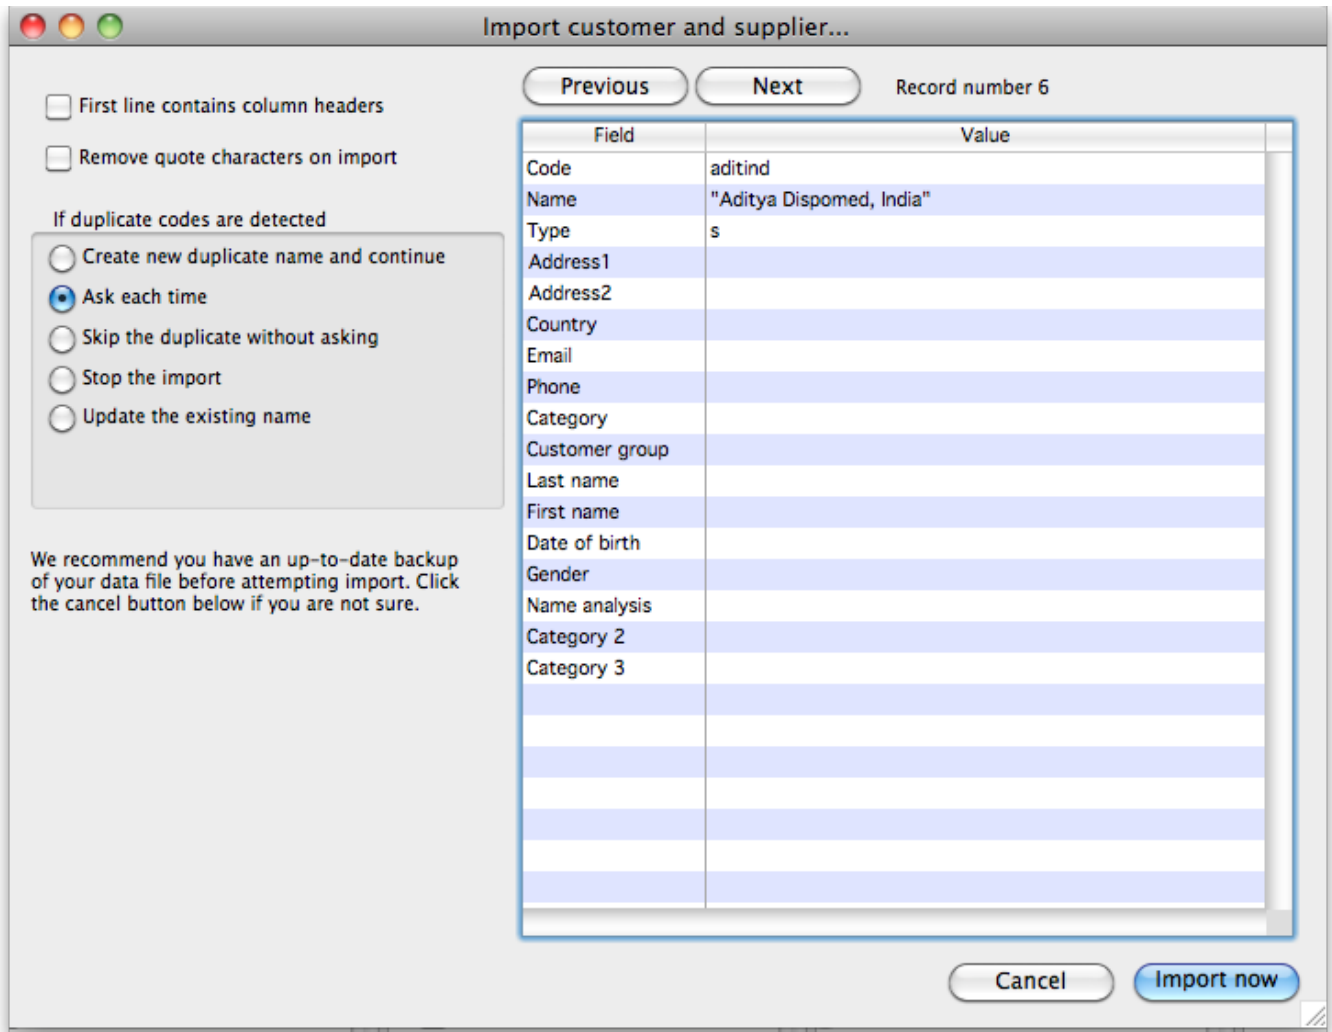 Import customer and supplier...
First line contains column headers
Remove quote characters on import
If duplicate codes are detected
Create new duplicate name and continue
Ask each time
Skip the duplicate without asking
Stop the import
Update the existing name
We recommend you have an up-to-date backup
of your data file before attempting import. Click
the cancel button below if you are not sure.
Previous Next Record number 6
Field Value
Code aditind
Name "Aditya Dispomed, India"
Type s
Address1
Address2
Country
Email
Phone
Category
Customer group
Last name
First name
Date of birth
Gender
Name analysis
Category 2
Category 3
Cancel Import now